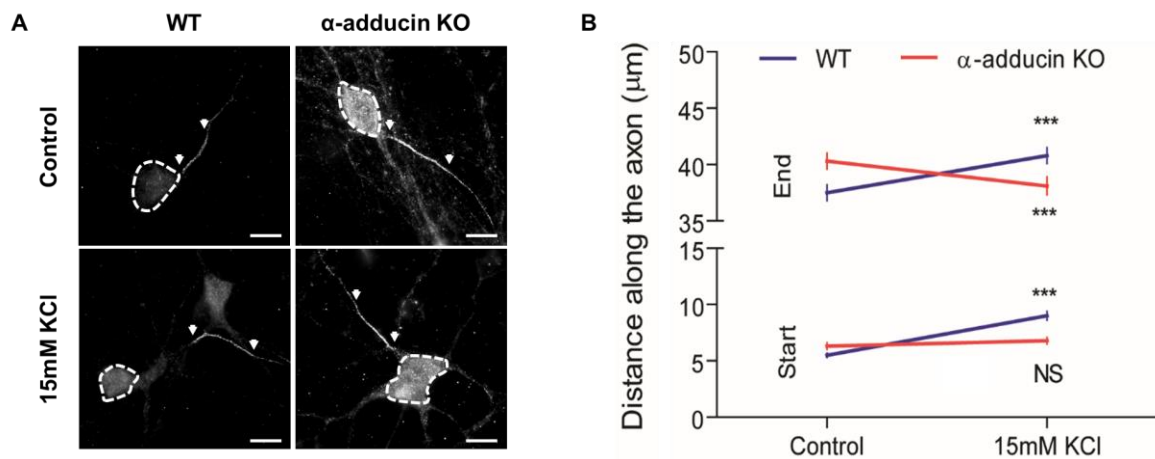 A
WT
α-adducin KO
Control
15mM KCl
B
Distance along the axon (μm)
50
45
40
35
15
10
5
0
WT
α-adducin KO
End
***
***
Start
***
NS
Control
15mM KCl